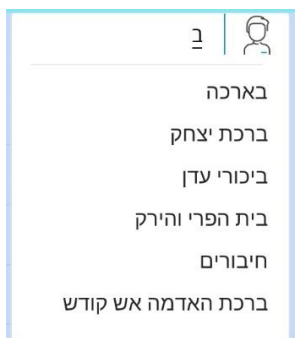 ב
בארכה
ברכת יצחק
ביכורי עדן
בית הפרי והירק
חיבורים
ברכת האדמה אש קודש